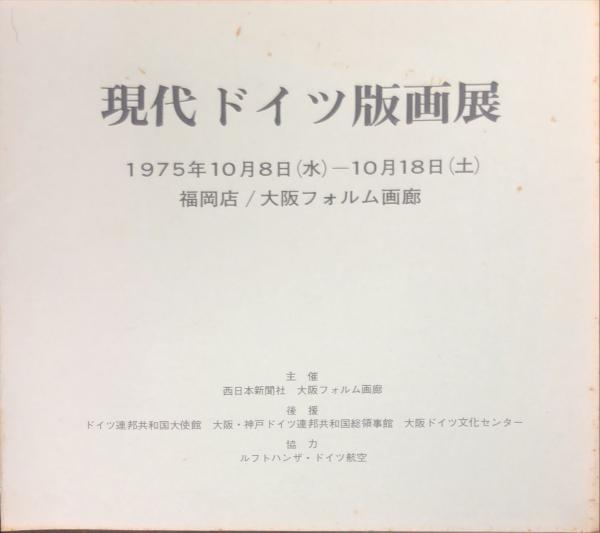 現代ドイツ版画展
1975年10月8日(水)—10月18日(土)
福岡店 / 大阪フォルム画廊
主 催
西日本新聞社　大阪フォルム画廊
後 援
ドイツ連邦共和国大使館　大阪・神戸ドイツ連邦共和国総領事館　大阪ドイツ文化センター
協 力
ルフトハンザ・ドイツ航空